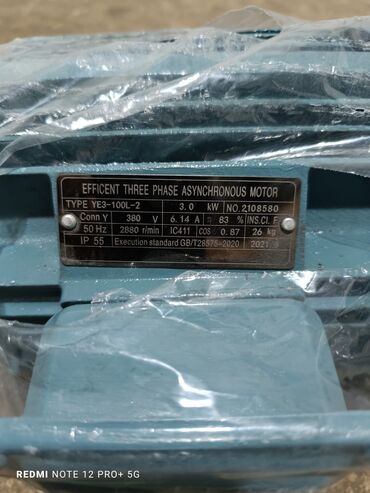 EFFICENT THREE PHASE ASYNCHRONOUS MOTOR
TYPE YE3-100L-2 3.0 kW NO.2108580
Conn Y 380 V 6.14 A η 83 % INS.Cl. F
50 Hz 2880 r/min IC411 COS 0.87 26 kg
IP 55 Execution standard GB/T28575-2020 2021.
REDMI NOTE 12 PRO+ 5G